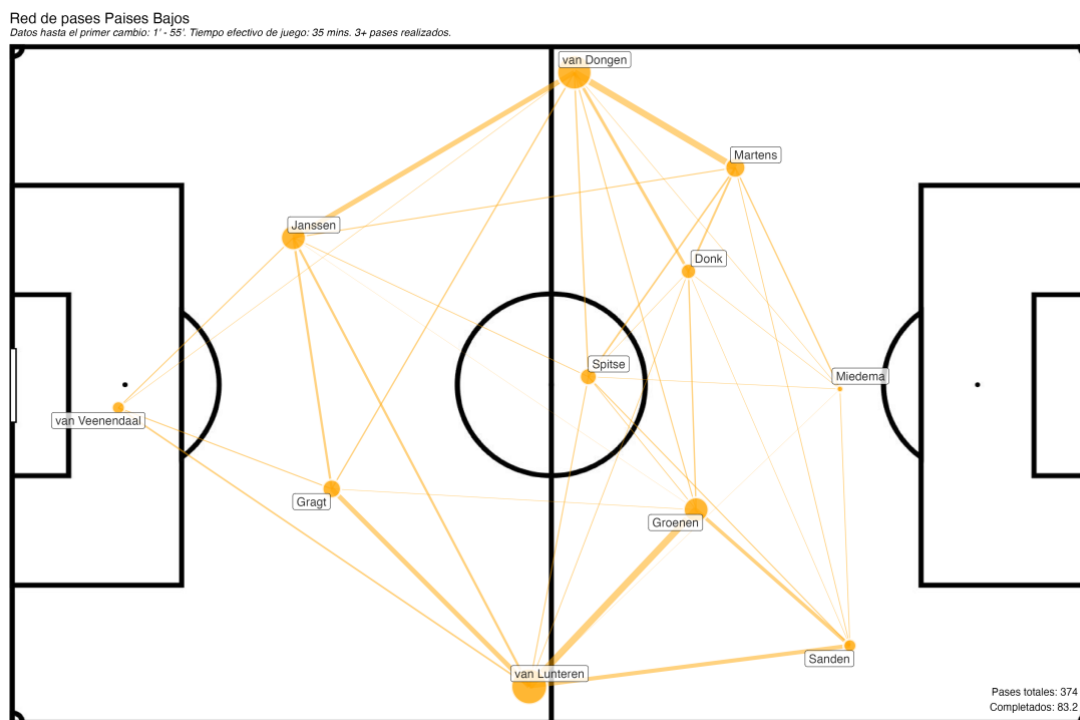 Red de pases Paises Bajos
Datos hasta el primer cambio: 1' - 55'. Tiempo efectivo de juego: 35 mins. 3+ pases realizados.
van Dongen
Martens
Janssen
Donk
Spitse
Miedema
van Veenendaal
Gragt
Groenen
Sanden
van Lunteren
Pases totales: 374
Completados: 83.2